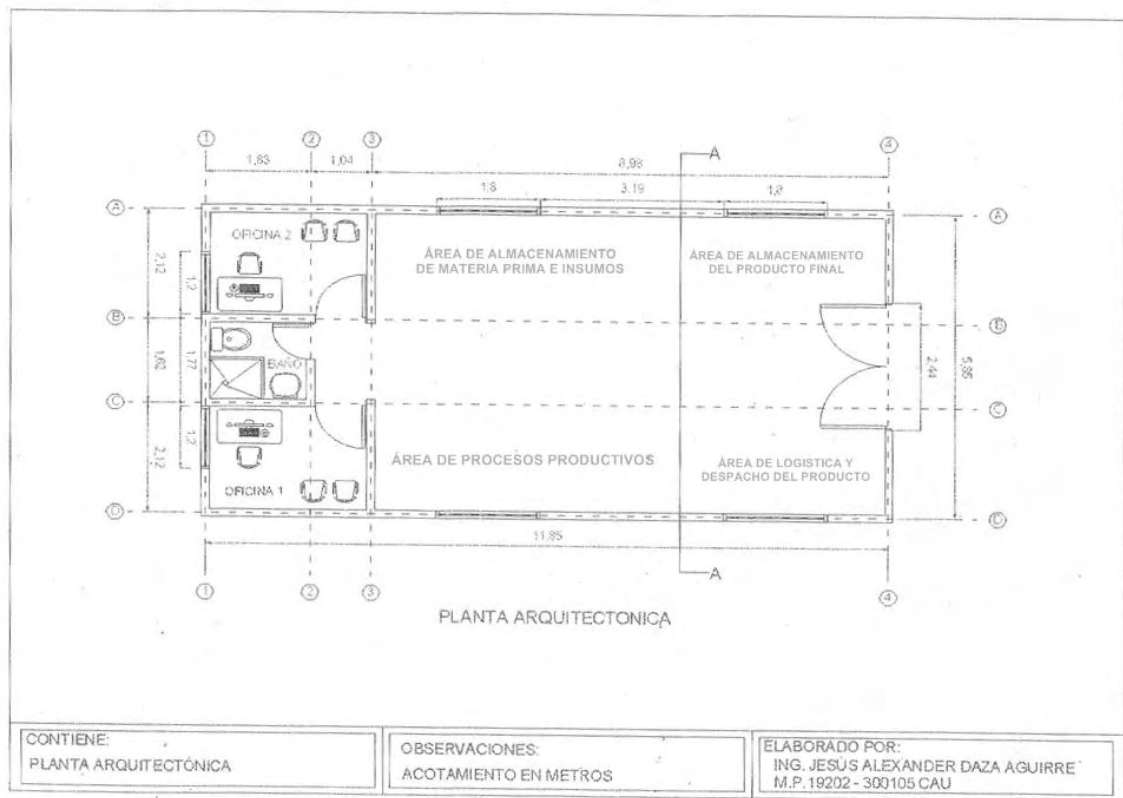 1 2 3 4
1,83 1,04 8,98
A A
1,8 3.19 1,8
A A
OFICINA 2
ÁREA DE ALMACENAMIENTO
DE MATERIA PRIMA E INSUMOS
ÁREA DE ALMACENAMIENTO
DEL PRODUCTO FINAL
2,12 1,2
B B
1,62 1,77 BAÑO 2,44 5,85
C C
2,12 1,2
ÁREA DE PROCESOS PRODUCTIVOS
ÁREA DE LOGISTICA Y
DESPACHO DEL PRODUCTO
OFICINA 1
D D
11,85
A
1 2 3 4
PLANTA ARQUITECTONICA
CONTIENE:
PLANTA ARQUITECTÓNICA
OBSERVACIONES:
ACOTAMIENTO EN METROS
ELABORADO POR:
ING. JESÚS ALEXANDER DAZA AGUIRRE
M.P. 19202 - 300105 CAU